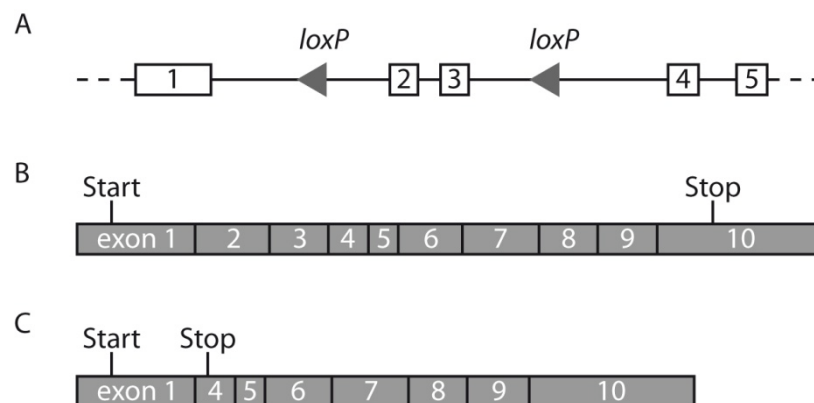 A
loxP loxP
1 2 3 4 5
B
Start Stop
exon 1 2 3 4 5 6 7 8 9 10
C
Start Stop
exon 1 4 5 6 7 8 9 10